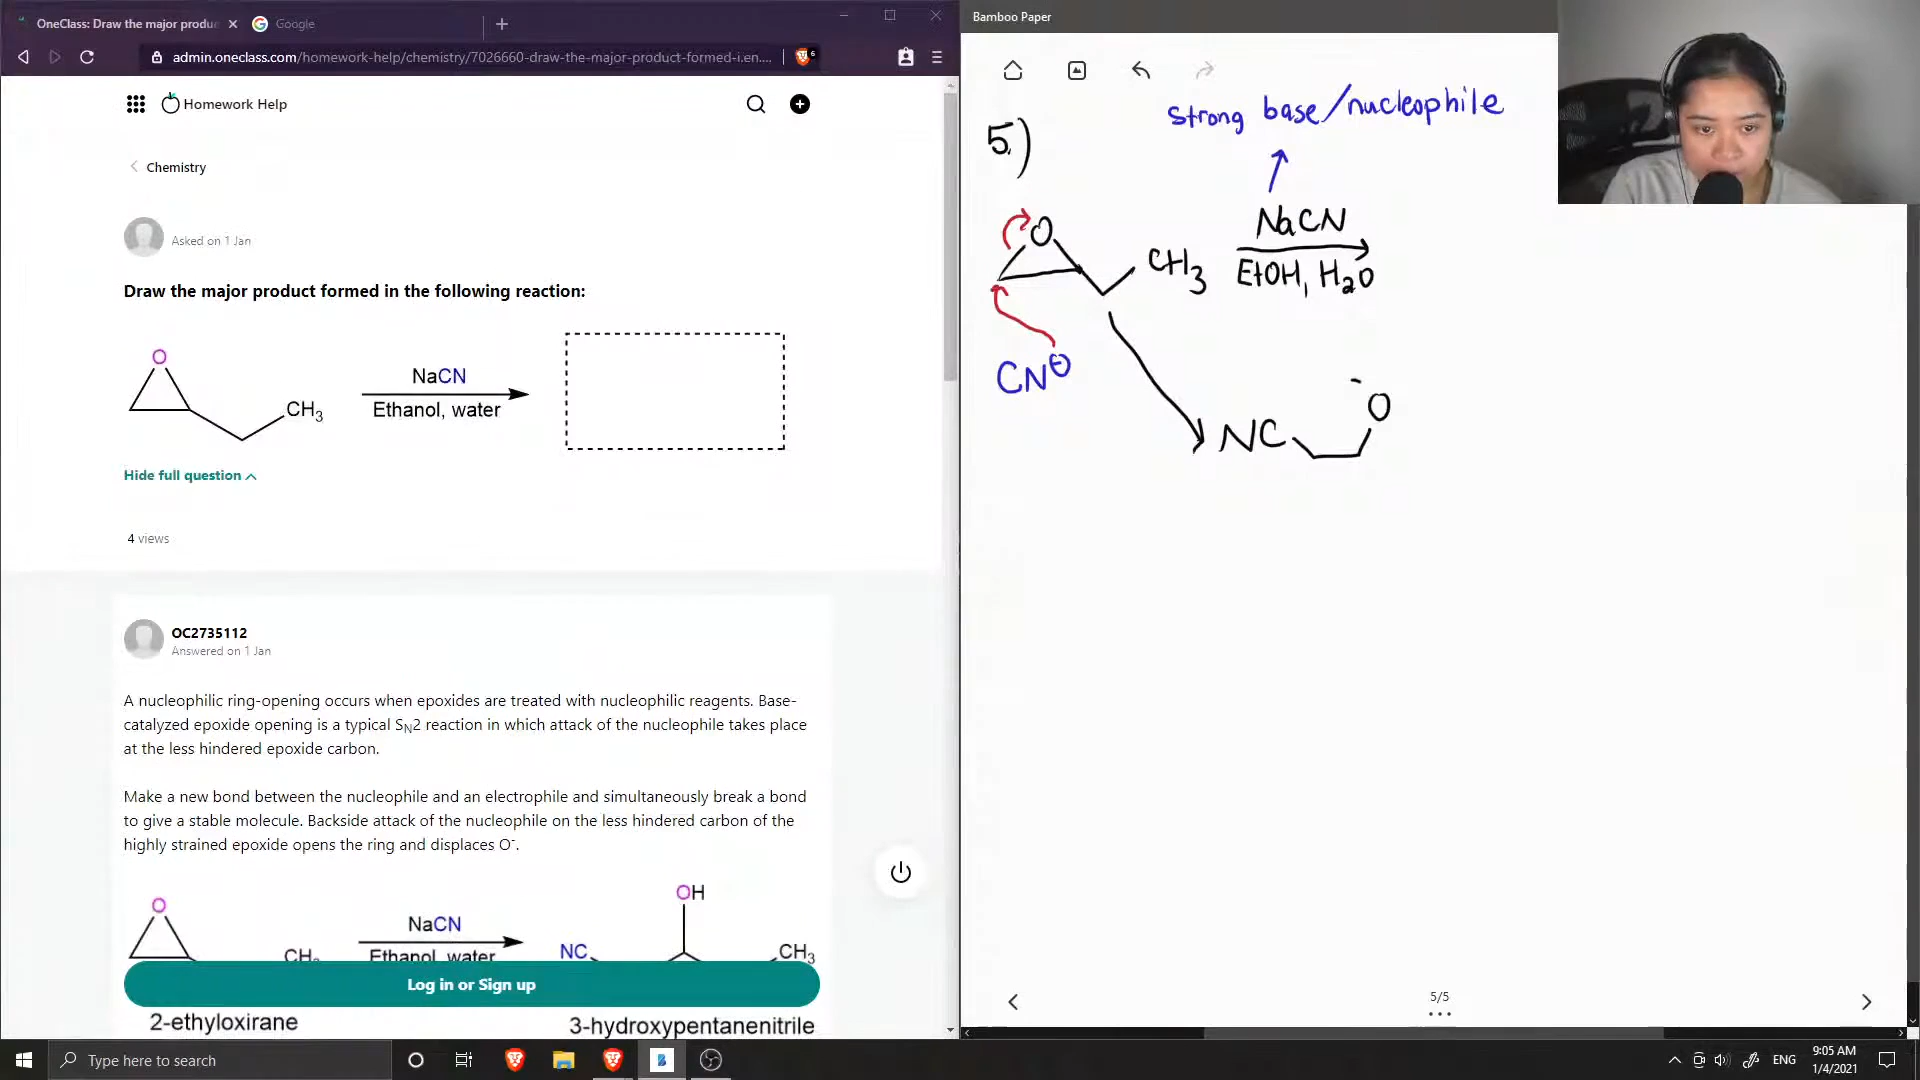 OneClass: Draw the major produ
Google
admin.oneclass.com/homework-help/chemistry/7026660-draw-the-major-product-formed-i.en....
6
Homework Help
Chemistry
Asked on 1 Jan
Draw the major product formed in the following reaction:
O
CH3
NaCN
Ethanol, water
Hide full question
4 views
OC2735112
Answered on 1 Jan
A nucleophilic ring-opening occurs when epoxides are treated with nucleophilic reagents. Base-
catalyzed epoxide opening is a typical SN2 reaction in which attack of the nucleophile takes place
at the less hindered epoxide carbon.
Make a new bond between the nucleophile and an electrophile and simultaneously break a bond
to give a stable molecule. Backside attack of the nucleophile on the less hindered carbon of the
highly strained epoxide opens the ring and displaces O-.
O
CH3
NaCN
Ethanol, water
NC
OH
CH3
Log in or Sign up
2-ethyloxirane
3-hydroxypentanenitrile
Bamboo Paper
strong base/nucleophile
5.)
O
CH3
NaCN
EtOH, H2O
CN⊖
NC
O
5/5
Type here to search
B
ENG
9:05 AM
1/4/2021